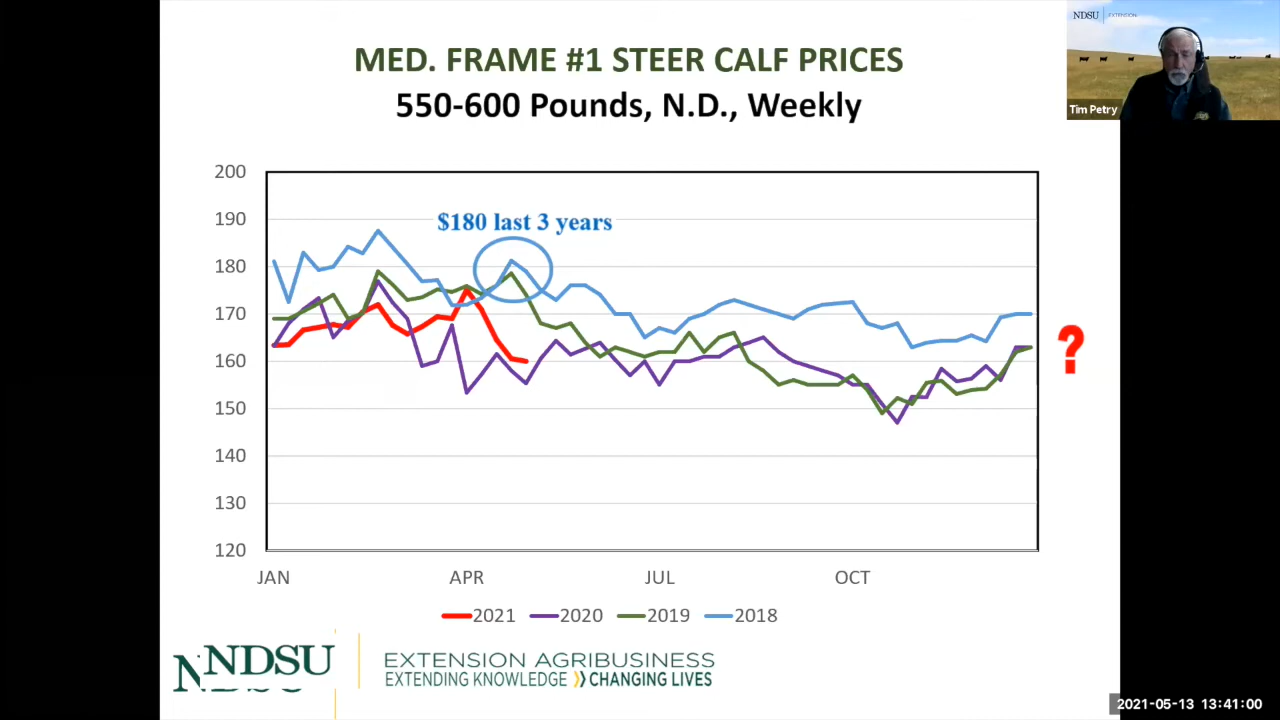 MED. FRAME #1 STEER CALF PRICES
550-600 Pounds, N.D., Weekly
NDSU EXTENSION
Tim Petry
200
190
180
170
160
150
140
130
120
$180 last 3 years
?
JAN APR JUL OCT
2021 2020 2019 2018
NDSU
EXTENSION AGRIBUSINESS
EXTENDING KNOWLEDGE CHANGING LIVES
2021-05-13 13:41:00